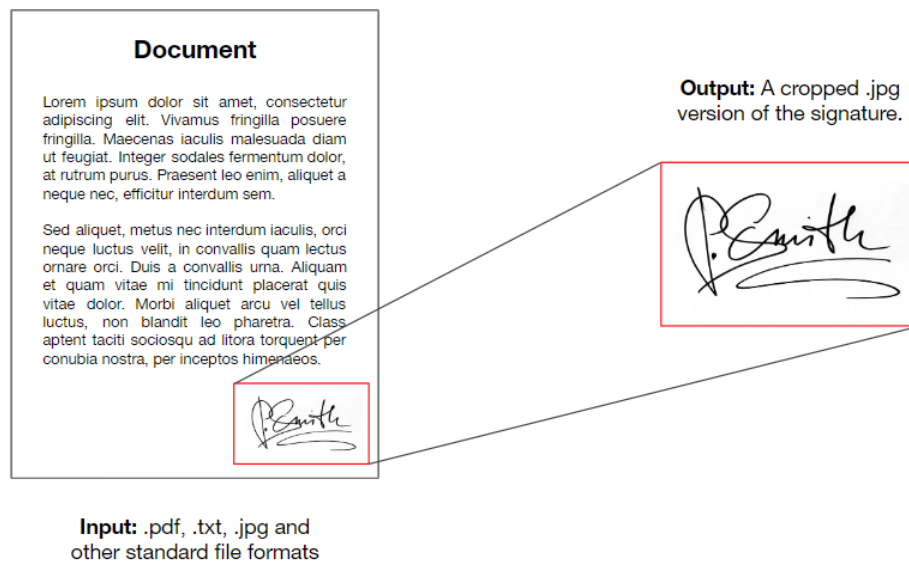 Document
Lorem ipsum dolor sit amet, consectetur
adipiscing elit. Vivamus fringilla posuere
fringilla. Maecenas iaculis malesuada diam
ut feugiat. Integer sodales fermentum dolor,
at rutrum purus. Praesent leo enim, aliquet a
neque nec, efficitur interdum sem.
Sed aliquet, metus nec interdum iaculis, orci
neque luctus velit, in convallis quam lectus
ornare orci. Duis a convallis urna. Aliquam
et quam vitae mi tincidunt placerat quis
vitae dolor. Morbi aliquet arcu vel tellus
luctus, non blandit leo pharetra. Class
aptent taciti sociosqu ad litora torquent per
conubia nostra, per inceptos himenaeos.
P.Smith
Input: .pdf, .txt, .jpg and
other standard file formats
Output: A cropped .jpg
version of the signature.
P.Smith